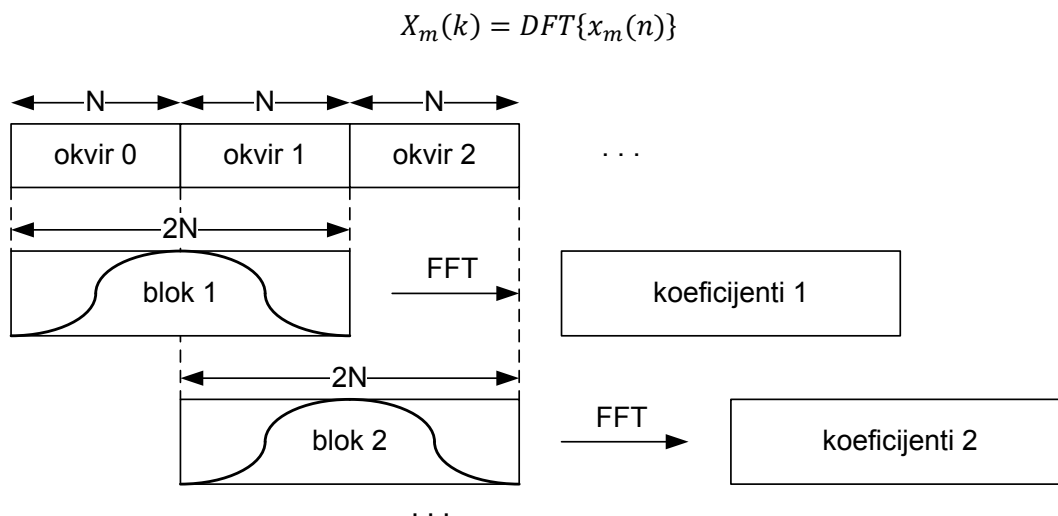 X_m(k) = DFT{x_m(n)}
N N N
okvir 0 okvir 1 okvir 2 . . .
2N
blok 1 FFT koeficijenti 1
2N
blok 2 FFT koeficijenti 2
. . .